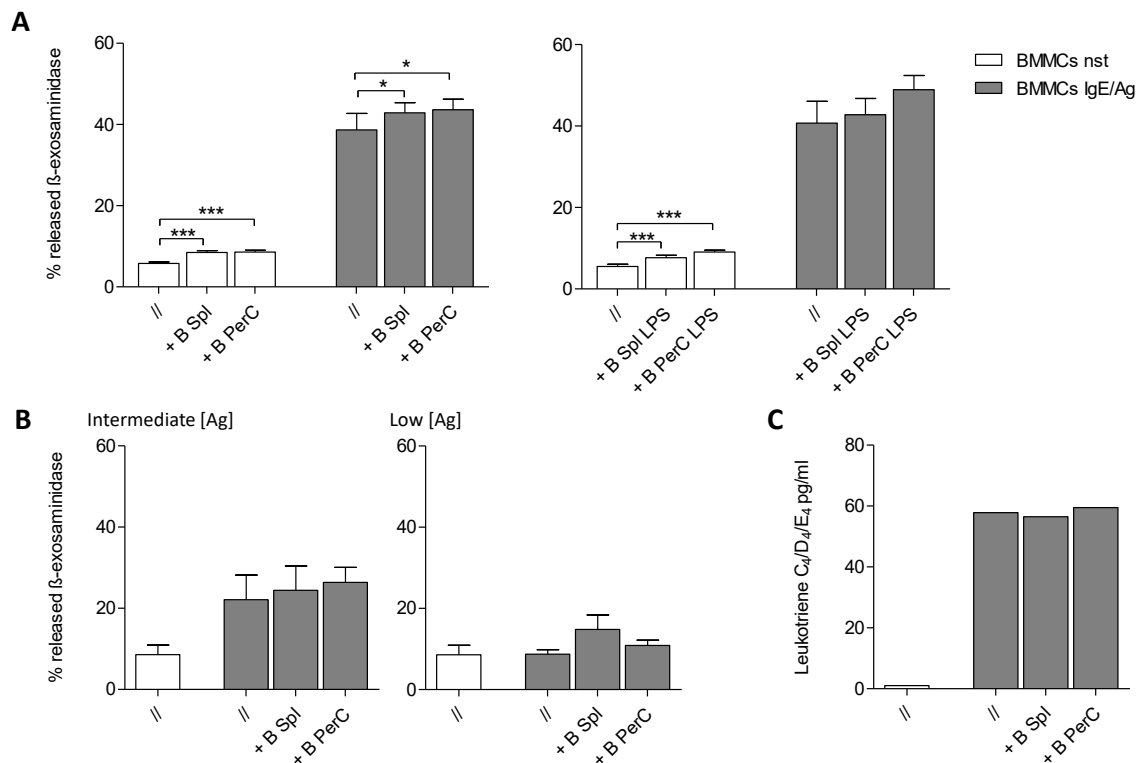 A
% released ß-exosaminidase
60
40
20
0
***
***
*
*
//
+ B Spl
+ B PerC
//
+ B Spl
+ B PerC
60
40
20
0
***
***
//
+ B Spl LPS
+ B PerC LPS
//
+ B Spl LPS
+ B PerC LPS
BMMCs nst
BMMCs IgE/Ag
B
Intermediate [Ag]
% released ß-exosaminidase
60
40
20
0
//
//
+ B Spl
+ B PerC
Low [Ag]
60
40
20
0
//
//
+ B Spl
+ B PerC
C
Leukotriene C4/D4/E4 pg/ml
80
60
40
20
0
//
//
+ B Spl
+ B PerC